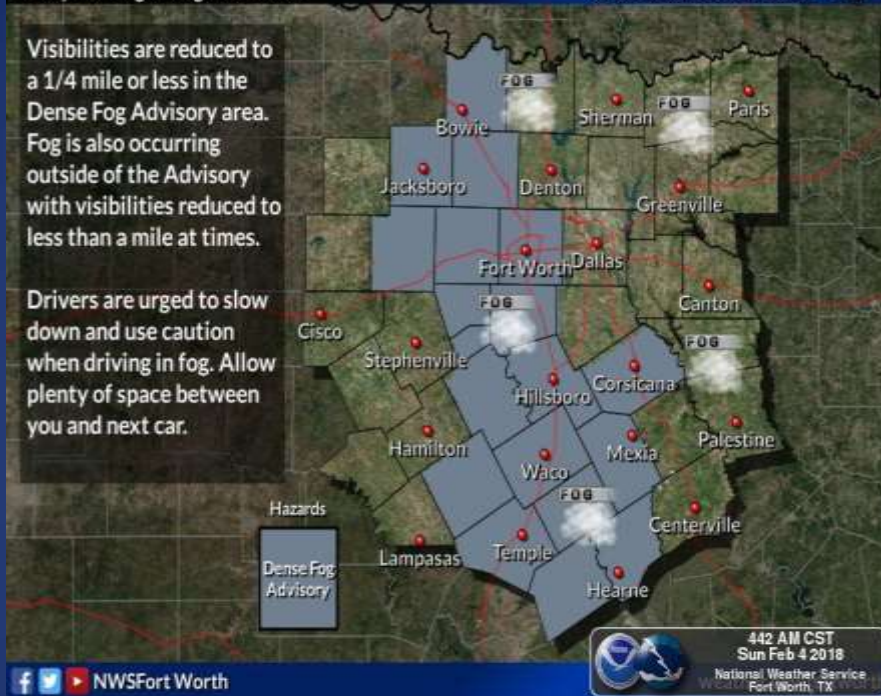 Visibilities are reduced to
a 1/4 mile or less in the
Dense Fog Advisory area.
Fog is also occurring
outside of the Advisory
with visibilities reduced to
less than a mile at times.
Drivers are urged to slow
down and use caution
when driving in fog. Allow
plenty of space between
you and next car.
FOG
Bowie
Sherman
FOG
Paris
Jacksboro
Denton
Greenville
Fort Worth
Dallas
Canton
Cisco
FOG
Stephenville
FOG
Hillsboro
Corsicana
Hamilton
Waco
Mexia
Palestine
FOG
Centerville
Lampasas
Temple
Hearne
Hazards
Dense Fog
Advisory
NWSFort Worth
442 AM CST
Sun Feb 4 2018
National Weather Service
Fort Worth, TX